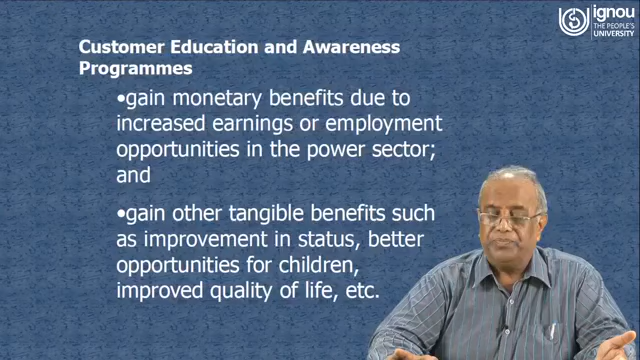 ignou
THE PEOPLE'S
UNIVERSITY
Customer Education and Awareness
Programmes
•gain monetary benefits due to
increased earnings or employment
opportunities in the power sector;
and
•gain other tangible benefits such
as improvement in status, better
opportunities for children,
improved quality of life, etc.